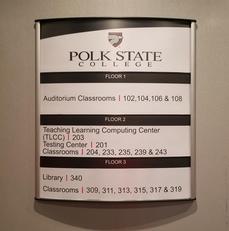 POLK STATE
COLLEGE
FLOOR 1
Auditorium Classrooms | 102,104,106 & 108
FLOOR 2
Teaching Learning Computing Center
(TLCC) | 203
Testing Center | 201
Classrooms | 204, 233, 235, 239 & 243
FLOOR 3
Library | 340
Classrooms | 309, 311, 313, 315, 317 & 319